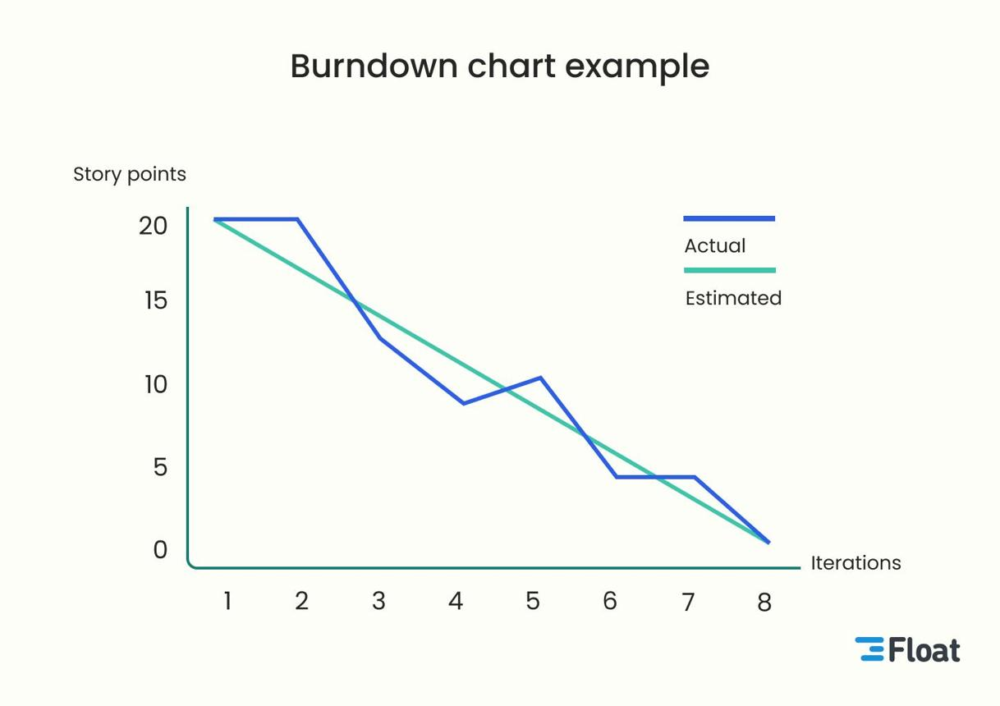 Burndown chart example
Story points
20
15
10
5
0
Actual
Estimated
Iterations
1 2 3 4 5 6 7 8
Float